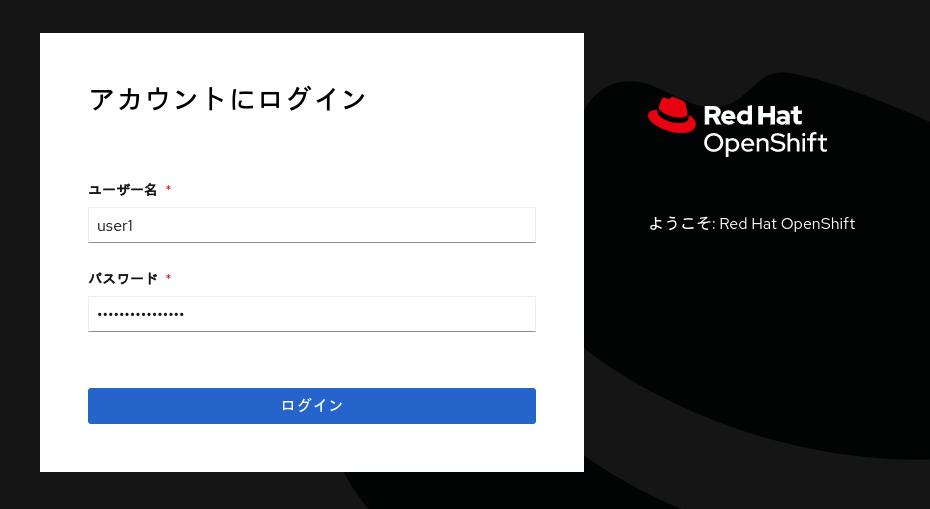 アカウントにログイン
ユーザー名 *
user1
パスワード *
••••••••••••••••
ログイン
Red Hat
OpenShift
ようこそ: Red Hat OpenShift